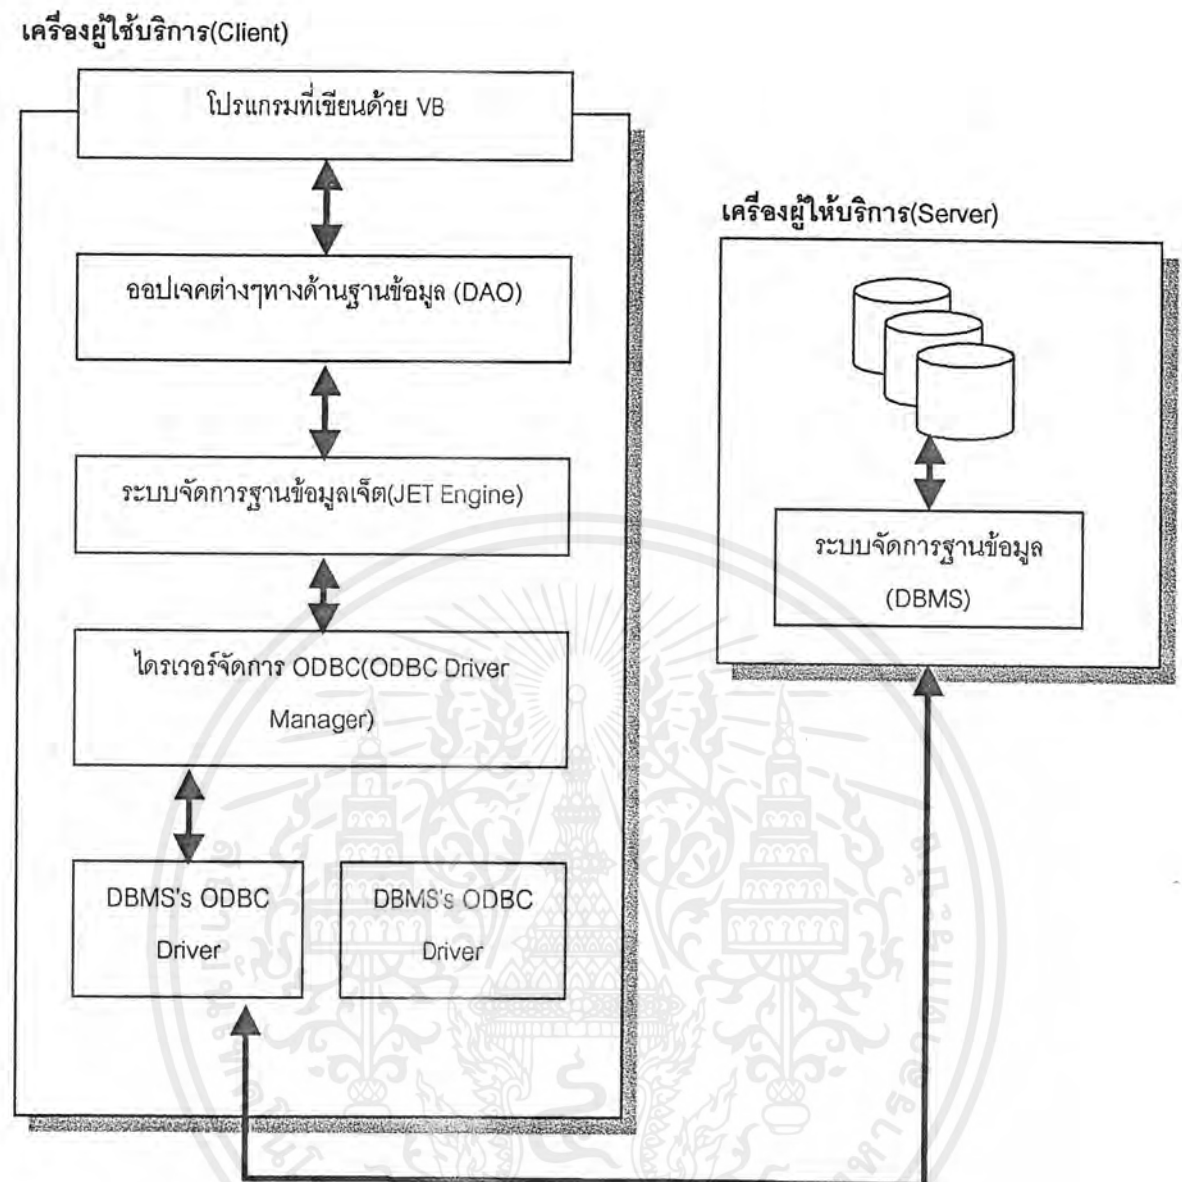 เครื่องผู้ใช้บริการ(Client)
โปรแกรมที่เขียนด้วย VB
ออปเจคต่างๆทางด้านฐานข้อมูล (DAO)
ระบบจัดการฐานข้อมูลเจ็ต(JET Engine)
ไดรเวอร์จัดการ ODBC(ODBC Driver
Manager)
DBMS's ODBC
Driver
DBMS's ODBC
Driver
เครื่องผู้ให้บริการ(Server)
ระบบจัดการฐานข้อมูล
(DBMS)